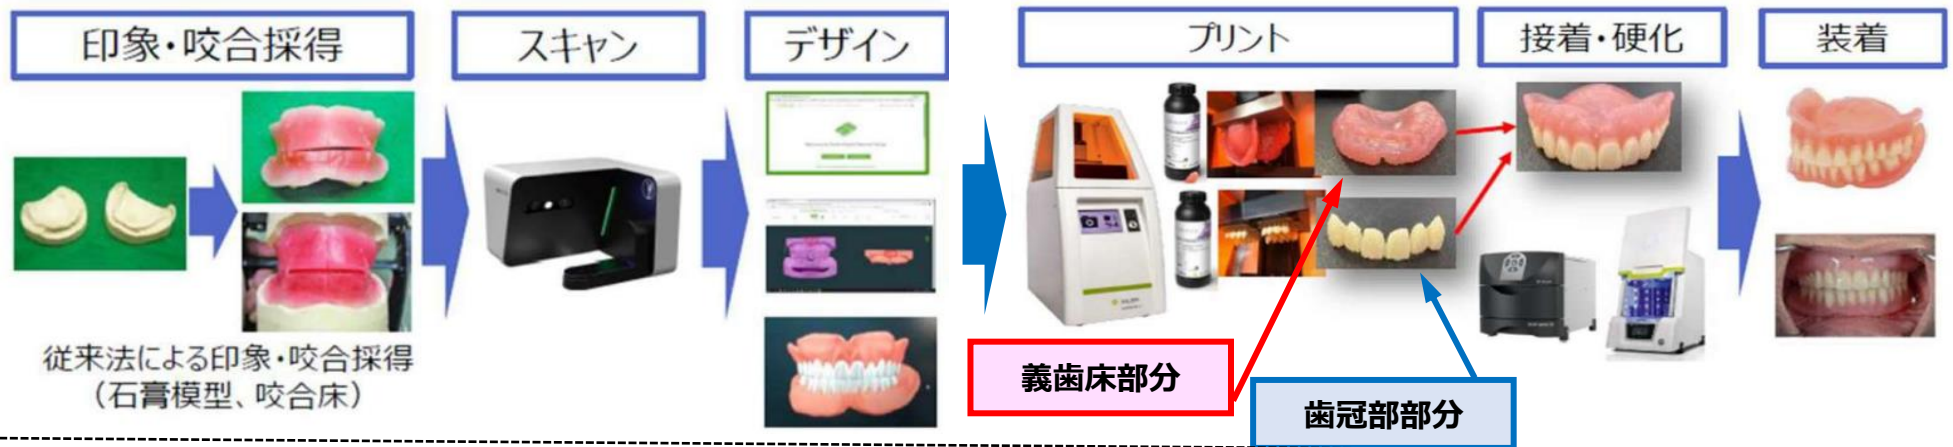 印象・咬合採得
スキャン
デザイン
プリント
接着・硬化
装着
従来法による印象・咬合採得
（石膏模型、咬合床）
義歯床部分
歯冠部部分